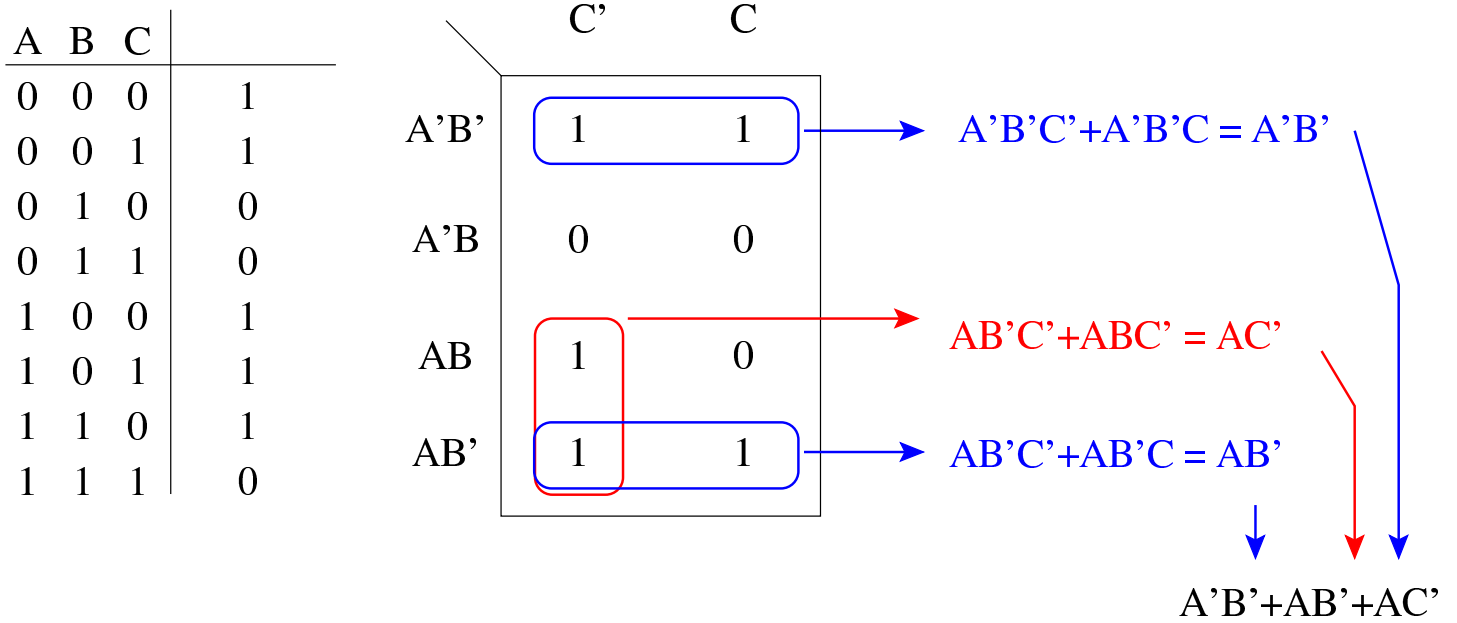 A B C
0 0 0 1
0 0 1 1
0 1 0 0
0 1 1 0
1 0 0 1
1 0 1 1
1 1 0 1
1 1 1 0
C' C
A'B' 1 1
A'B 0 0
AB 1 0
AB' 1 1
A'B'C'+A'B'C = A'B'
AB'C'+ABC' = AC'
AB'C'+AB'C = AB'
A'B'+AB'+AC'